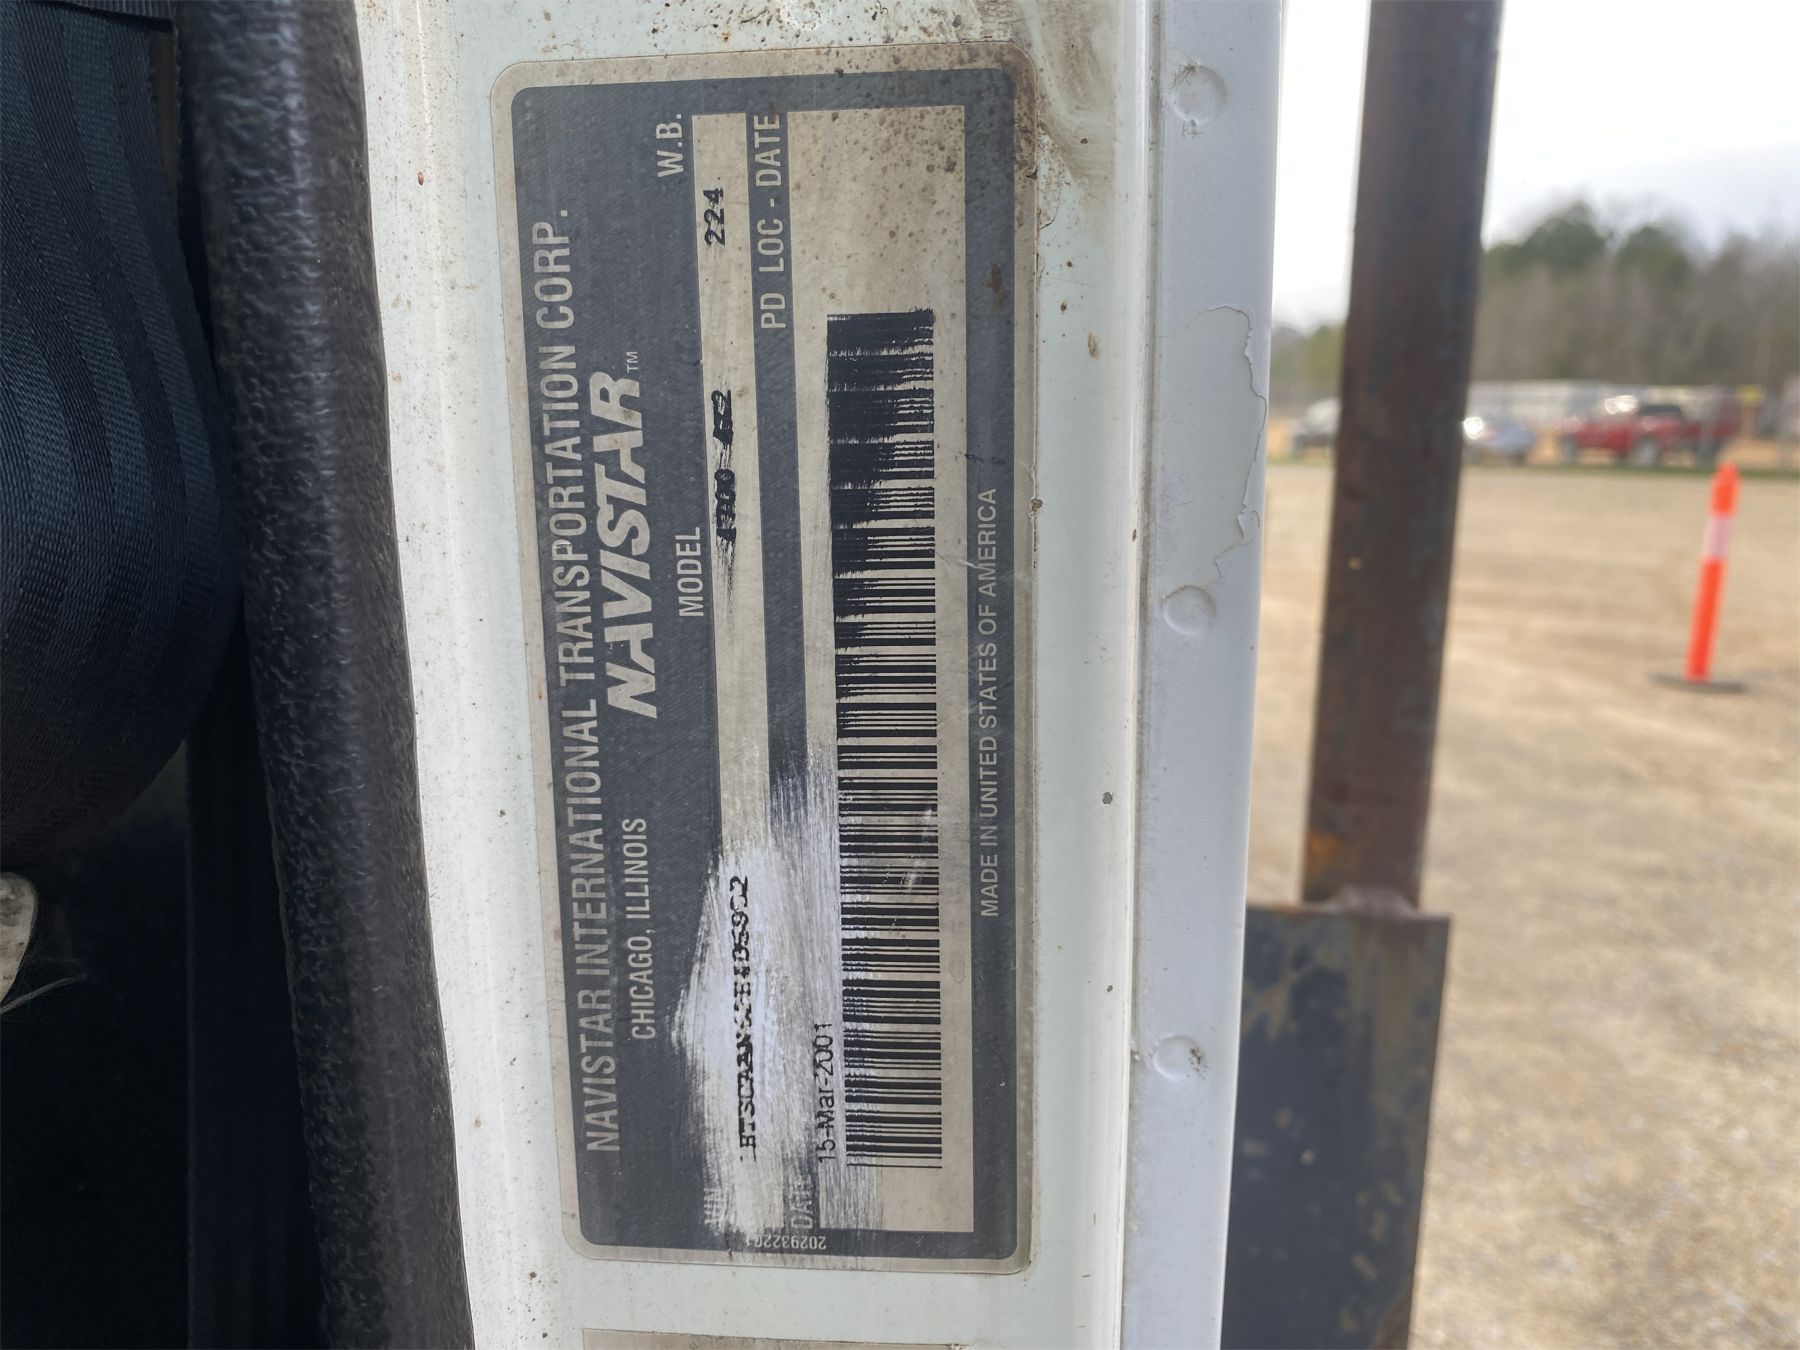 NAVISTAR INTERNATIONAL TRANSPORTATION CORP.
CHICAGO, ILLINOIS NAVISTAR™
VIN MODEL W.B.
224
DATE PD LOC - DATE
15-Mar-2001
MADE IN UNITED STATES OF AMERICA